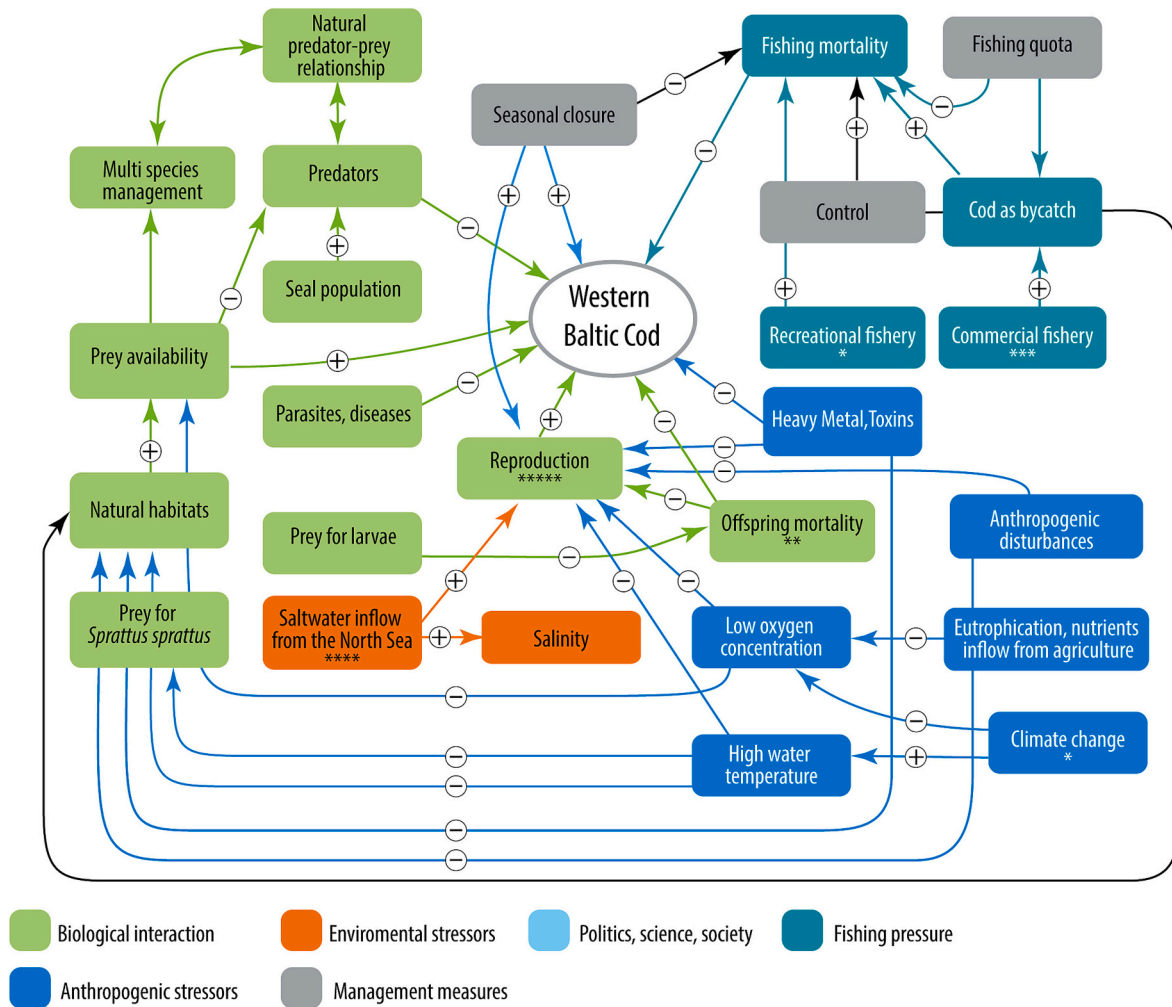 Natural
predator-prey
relationship
Fishing mortality
Fishing quota
−
−
Seasonal closure
Multi species
management
Predators
−
+
+
+
+
Control
Cod as bycatch
−
+
Seal population
−
Western
Baltic Cod
+
+
Prey availability
Recreational fishery
*
Commercial fishery
***
+
Parasites, diseases
−
−
Heavy Metal, Toxins
+
+
−
Reproduction
*****
−
−
Natural habitats
−
Offspring mortality
**
Anthropogenic
disturbances
Prey for larvae
−
+
−
−
Prey for
Sprattus sprattus
Saltwater inflow
from the North Sea
****
+
Salinity
Low oxygen
concentration
−
Eutrophication, nutrients
inflow from agriculture
−
−
Climate change
*
−
High water
temperature
+
−
−
−
Biological interaction
Enviromental stressors
Politics, science, society
Fishing pressure
Anthropogenic stressors
Management measures